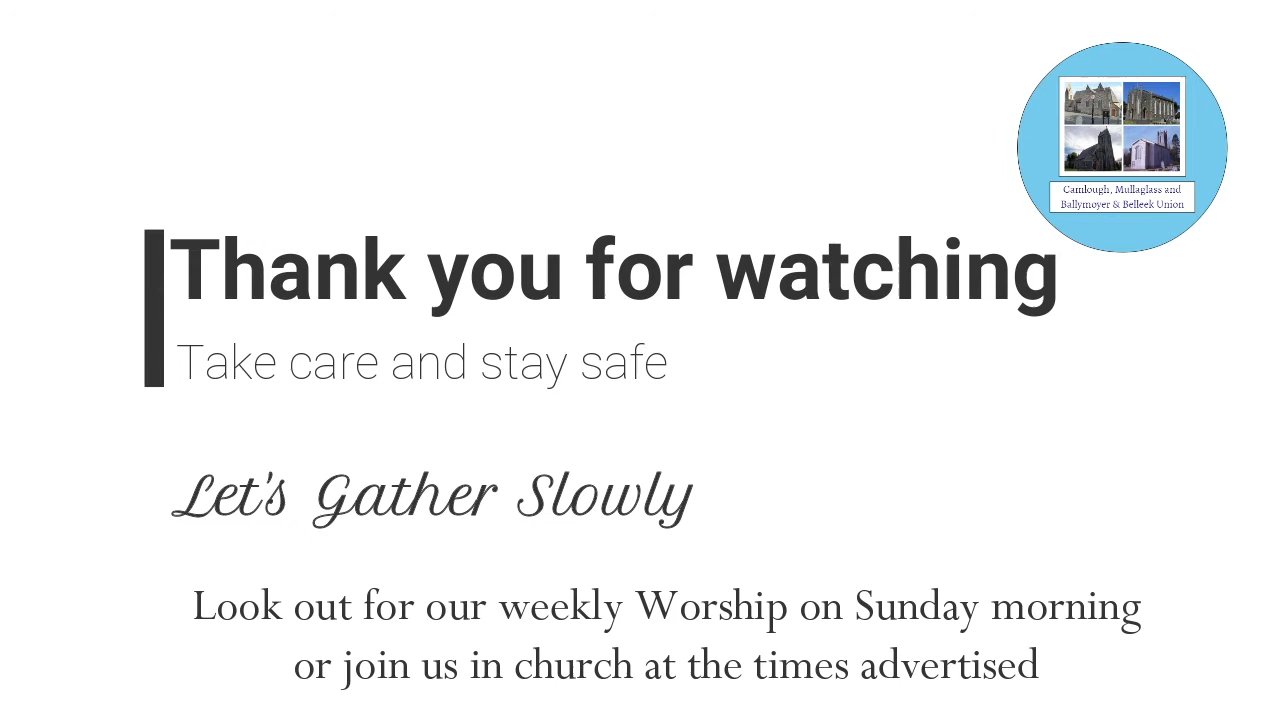 Camlough, Mullaglass and
Ballymoyer & Belleek Union
Thank you for watching
Take care and stay safe
Let's Gather Slowly
Look out for our weekly Worship on Sunday morning
or join us in church at the times advertised